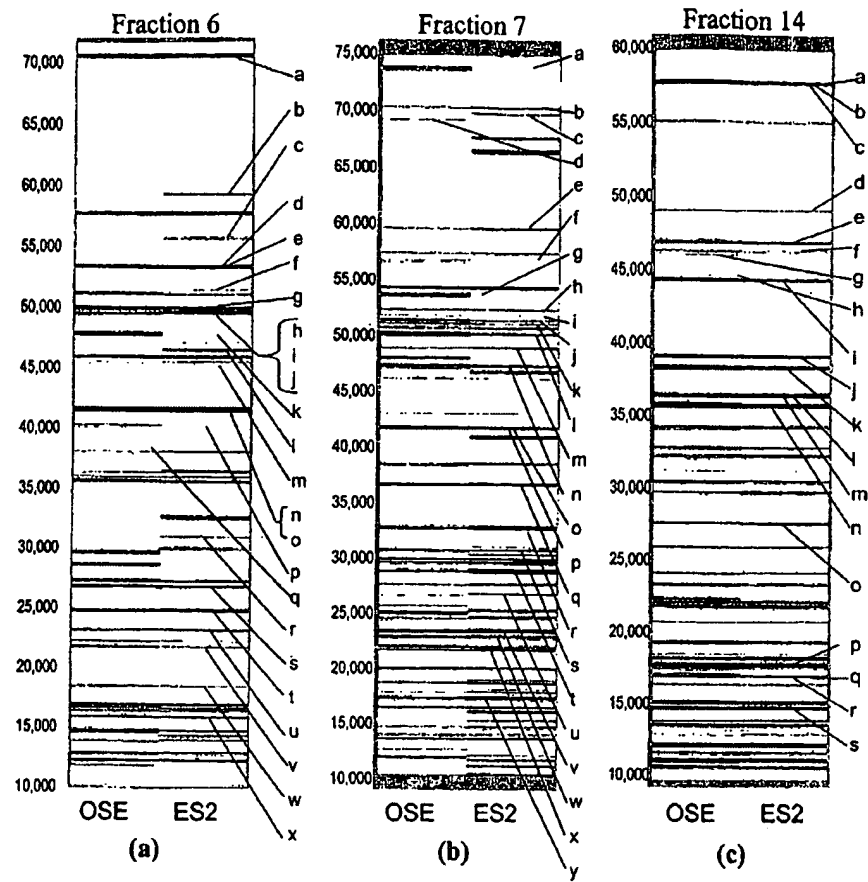 Fraction 6
70,000
65,000
60,000
55,000
50,000
45,000
40,000
35,000
30,000
25,000
20,000
15,000
10,000
a
b
c
d
e
f
g
h
i
j
k
l
m
n
o
p
q
r
s
t
u
v
w
x
OSE ES2
(a)
Fraction 7
75,000
70,000
65,000
60,000
55,000
50,000
45,000
40,000
35,000
30,000
25,000
20,000
15,000
10,000
a
b
c
d
e
f
g
h
i
j
k
l
m
n
o
p
q
r
s
t
u
v
w
x
y
OSE ES2
(b)
Fraction 14
60,000
55,000
50,000
45,000
40,000
35,000
30,000
25,000
20,000
15,000
10,000
a
b
c
d
e
f
g
h
i
j
k
l
m
n
o
p
q
r
s
OSE ES2
(c)